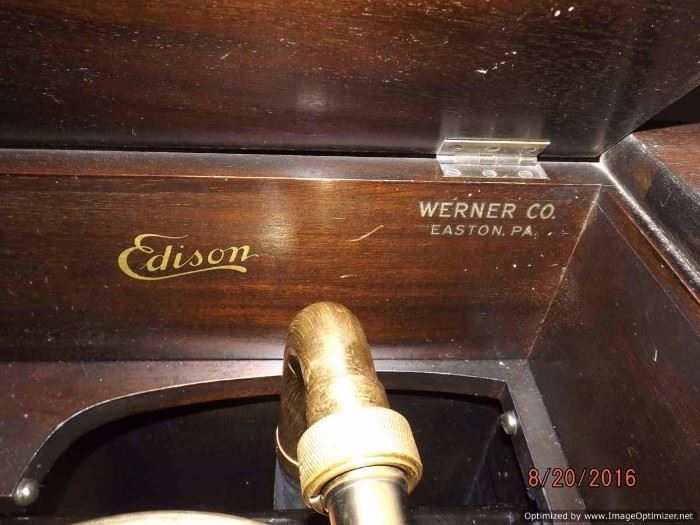 Edison
WERNER CO.
EASTON, PA.
8/20/2016
Optimized by www.ImageOptimizer.net